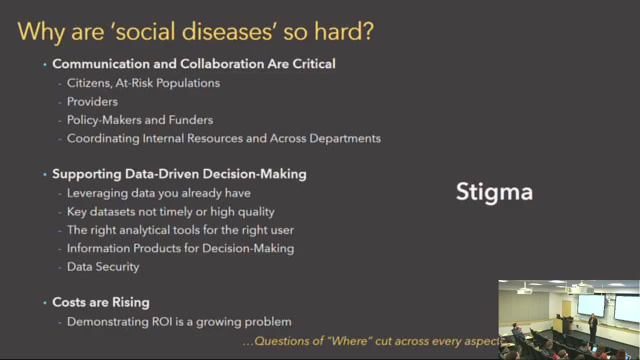 Why are ‘social diseases’ so hard?
• Communication and Collaboration Are Critical
- Citizens, At-Risk Populations
- Providers
- Policy-Makers and Funders
- Coordinating Internal Resources and Across Departments
• Supporting Data-Driven Decision-Making
- Leveraging data you already have
- Key datasets not timely or high quality
- The right analytical tools for the right user
- Information Products for Decision-Making
- Data Security
Stigma
• Costs are Rising
- Demonstrating ROI is a growing problem
...Questions of "Where" cut across every aspect